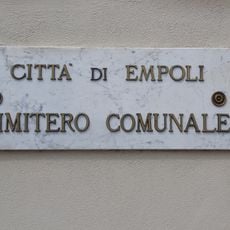 CITTÀ DI EMPOLI
IMITERO COMUNALE